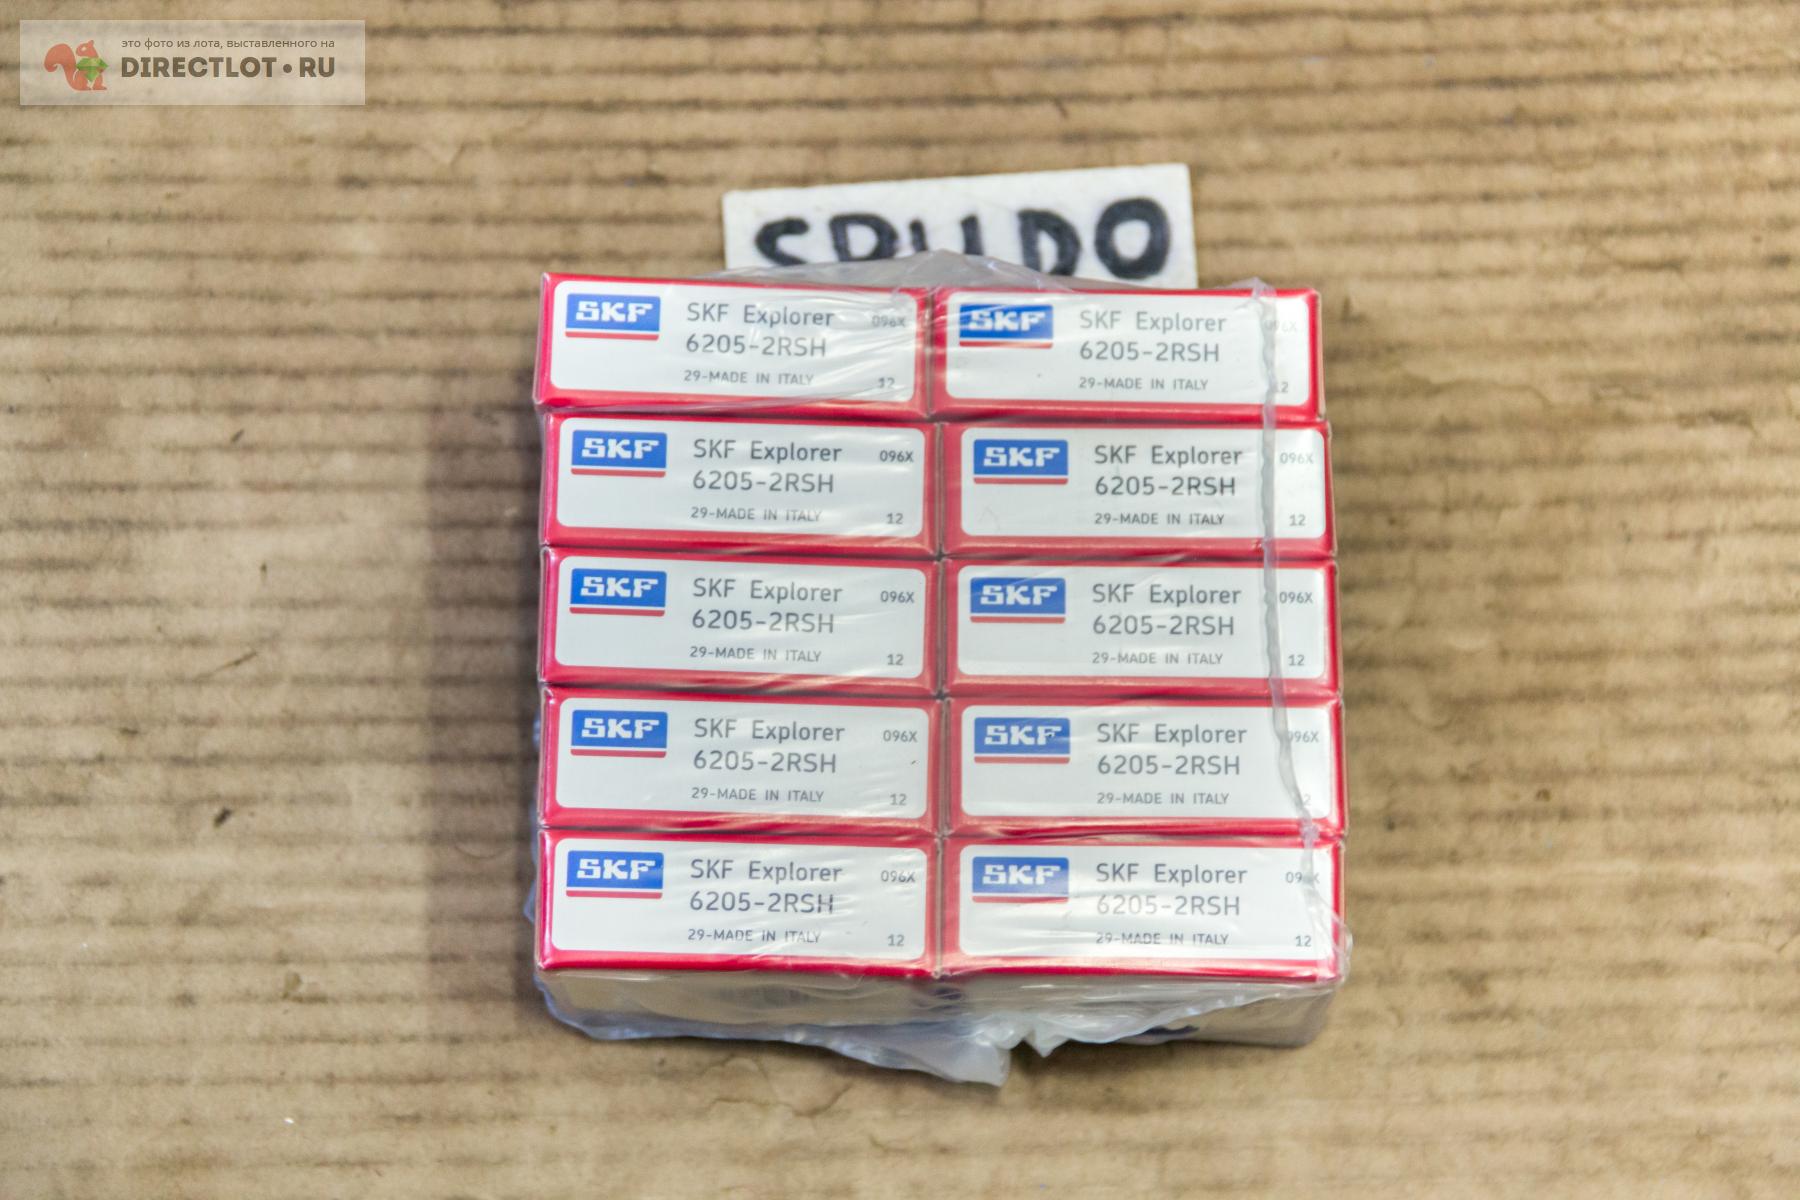 это фото из лота, выставленного на
DIRECTLOT•RU
SKF
SKF Explorer
096X
6205-2RSH
29-MADE IN ITALY
12
SKF
SKF Explorer
096X
6205-2RSH
29-MADE IN ITALY
12
SKF
SKF Explorer
096X
6205-2RSH
29-MADE IN ITALY
12
SKF
SKF Explorer
096X
6205-2RSH
29-MADE IN ITALY
12
SKF
SKF Explorer
096X
6205-2RSH
29-MADE IN ITALY
12
SKF
SKF Explorer
096X
6205-2RSH
29-MADE IN ITALY
12
SKF
SKF Explorer
096X
6205-2RSH
29-MADE IN ITALY
12
SKF
SKF Explorer
096X
6205-2RSH
29-MADE IN ITALY
SKF
SKF Explorer
096X
6205-2RSH
29-MADE IN ITALY
12
SKF
SKF Explorer
6205-2RSH
29-MADE IN ITALY
12